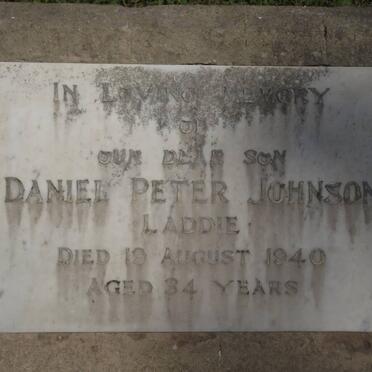 IN LOVING MEMORY
OF
OUR DEAR SON
DANIEL PETER JOHNSON
LADDIE.
DIED 19 AUGUST 1940
AGED 34 YEARS